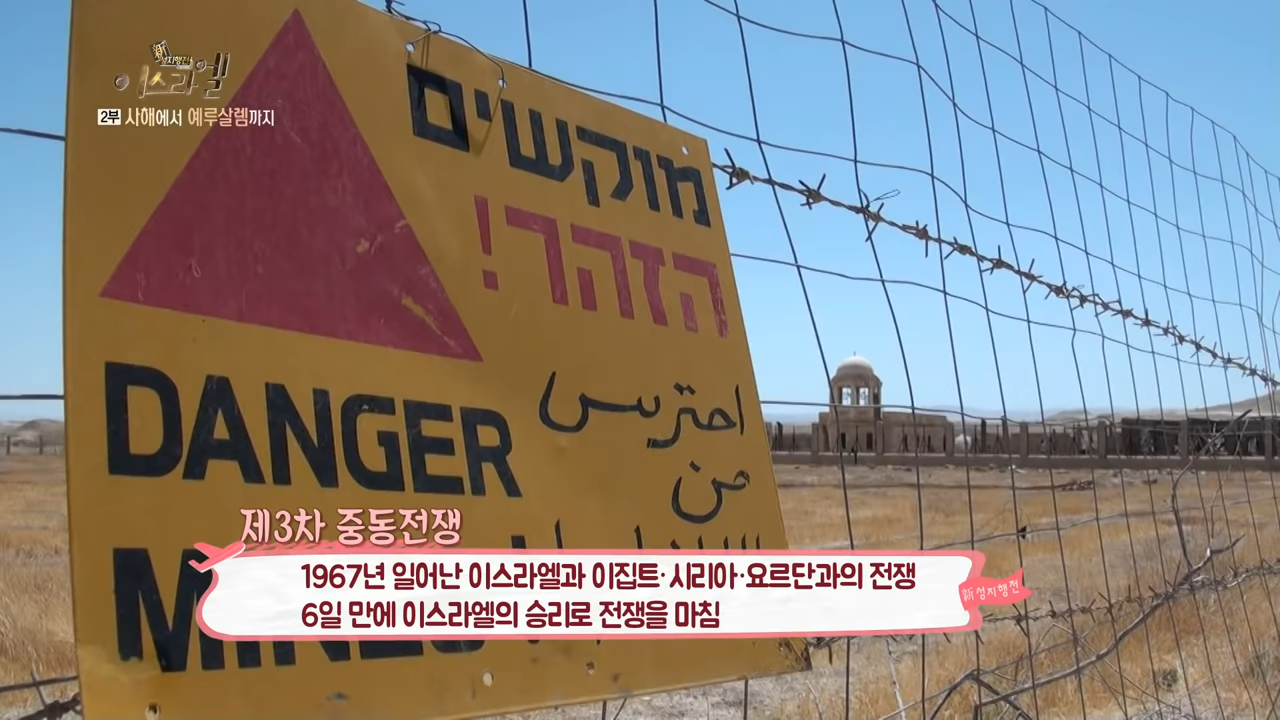 新
성지행전
이스라엘
2부 사해에서 예루살렘까지
מוקשים
הזהר!
DANGER
احترس
من
제3차 중동전쟁
1967년 일어난 이스라엘과 이집트·시리아·요르단과의 전쟁
6일 만에 이스라엘의 승리로 전쟁을 마침
新 성지행전